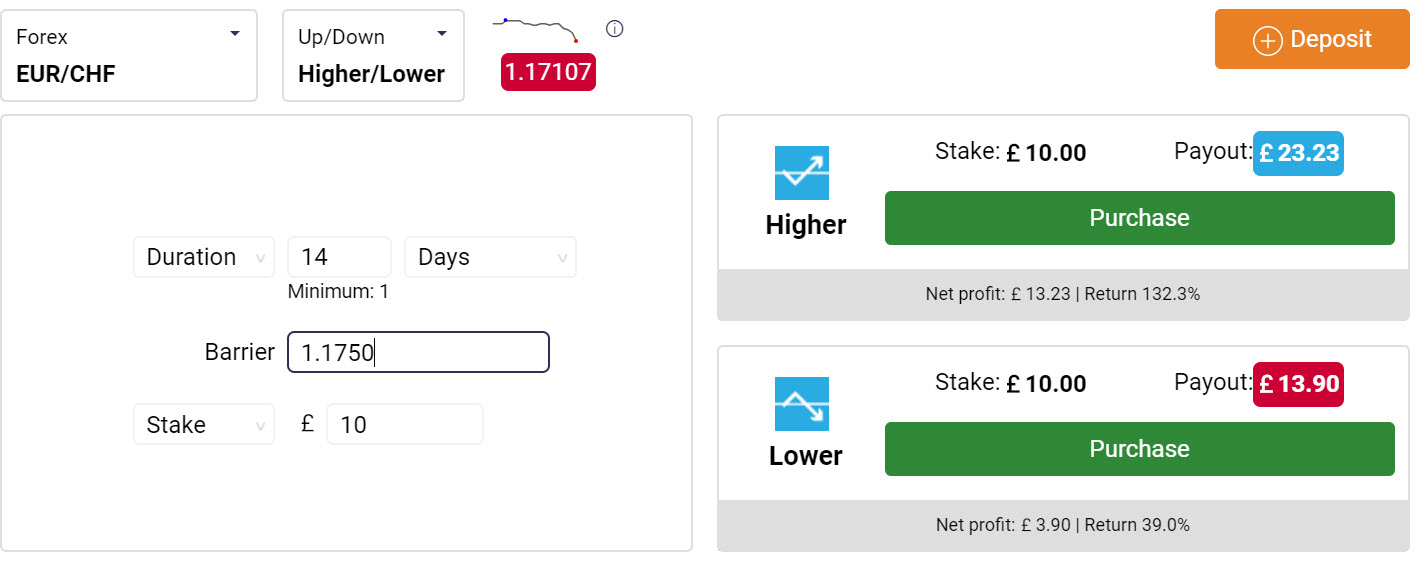 Forex
EUR/CHF
Up/Down
Higher/Lower
1.17107
Deposit
Duration 14 Days
Minimum: 1
Barrier 1.1750
Stake £ 10
Higher
Stake: £ 10.00 Payout: £ 23.23
Purchase
Net profit: £ 13.23 | Return 132.3%
Lower
Stake: £ 10.00 Payout: £ 13.90
Purchase
Net profit: £ 3.90 | Return 39.0%